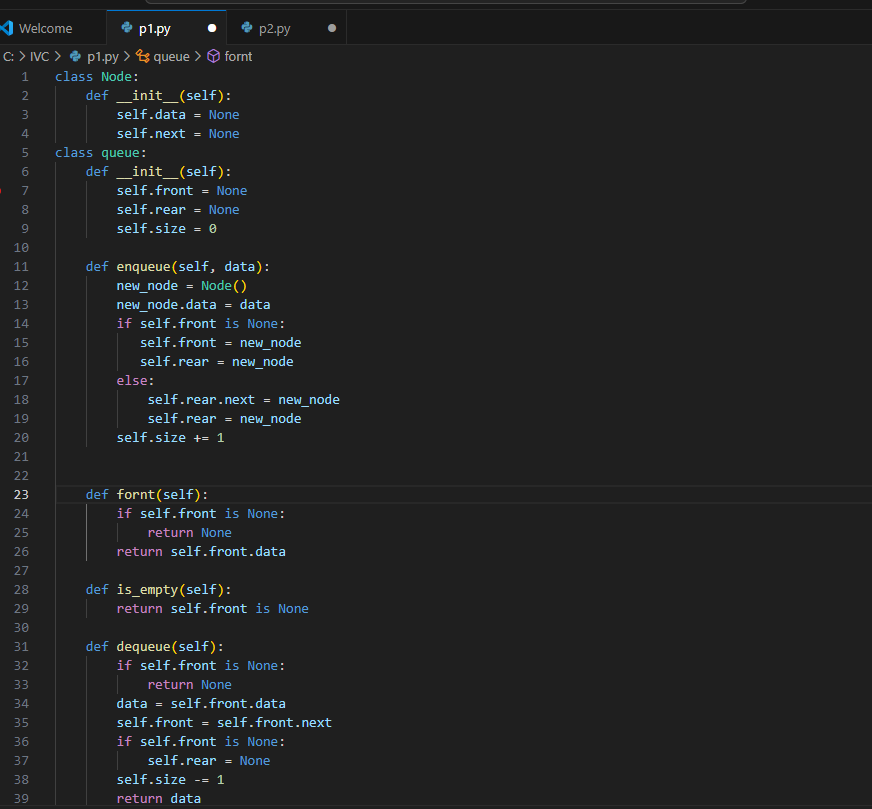 Welcome
p1.py
p2.py
C: > IVC > p1.py > queue > fornt
1 class Node:
2     def __init__(self):
3         self.data = None
4         self.next = None
5 class queue:
6     def __init__(self):
7         self.front = None
8         self.rear = None
9         self.size = 0
10
11     def enqueue(self, data):
12         new_node = Node()
13         new_node.data = data
14         if self.front is None:
15            self.front = new_node
16            self.rear = new_node
17         else:
18             self.rear.next = new_node
19             self.rear = new_node
20         self.size += 1
21
22
23     def fornt(self):
24         if self.front is None:
25             return None
26         return self.front.data
27
28     def is_empty(self):
29         return self.front is None
30
31     def dequeue(self):
32         if self.front is None:
33             return None
34         data = self.front.data
35         self.front = self.front.next
36         if self.front is None:
37             self.rear = None
38         self.size -= 1
39         return data